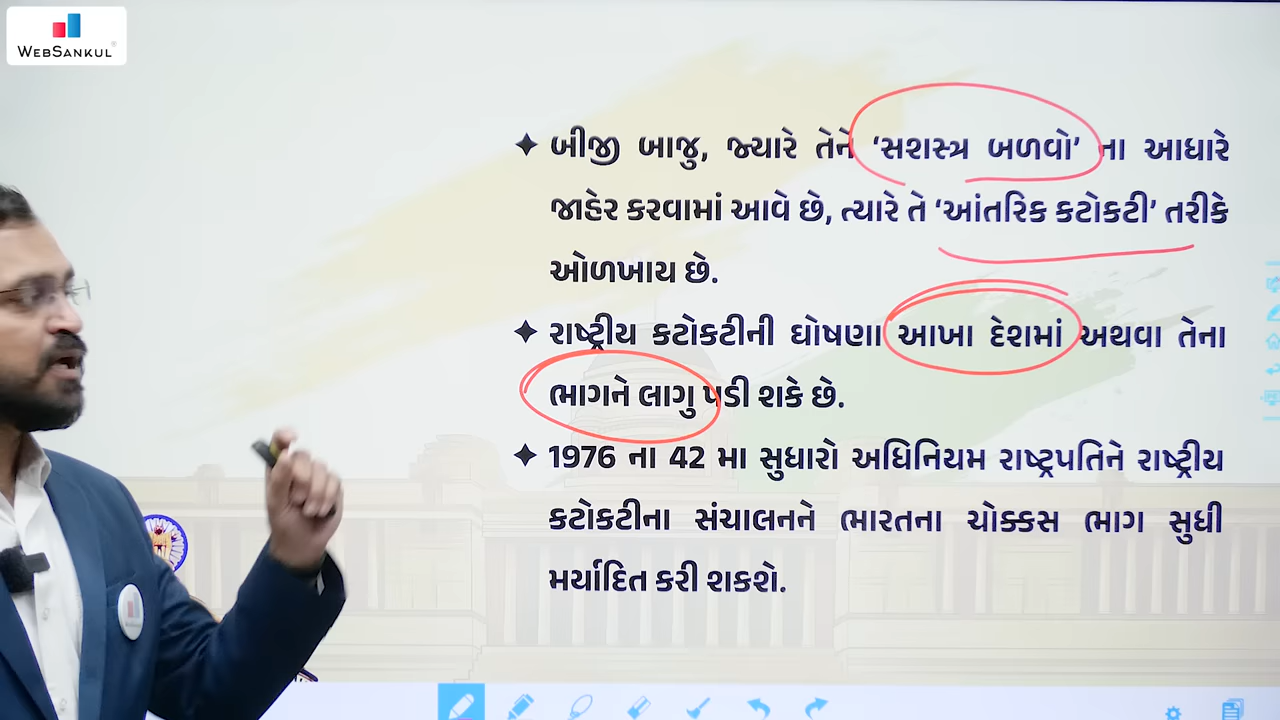 WEBSANKUL
✦ બીજી બાજુ, જ્યારે તેને ‘સશસ્ત્ર બળવો’ ના આધારે
જાહેર કરવામાં આવે છે, ત્યારે તે ‘આંતરિક કટોકટી’ તરીકે
ઓળખાય છે.
✦ રાષ્ટ્રીય કટોકટીની ઘોષણા આખા દેશમાં અથવા તેના
ભાગને લાગુ પડી શકે છે.
✦ 1976 ના 42 મા સુધારો અધિનિયમ રાષ્ટ્રપતિને રાષ્ટ્રીય
કટોકટીના સંચાલનને ભારતના ચોક્કસ ભાગ સુધી
મર્યાદિત કરી શકશે.